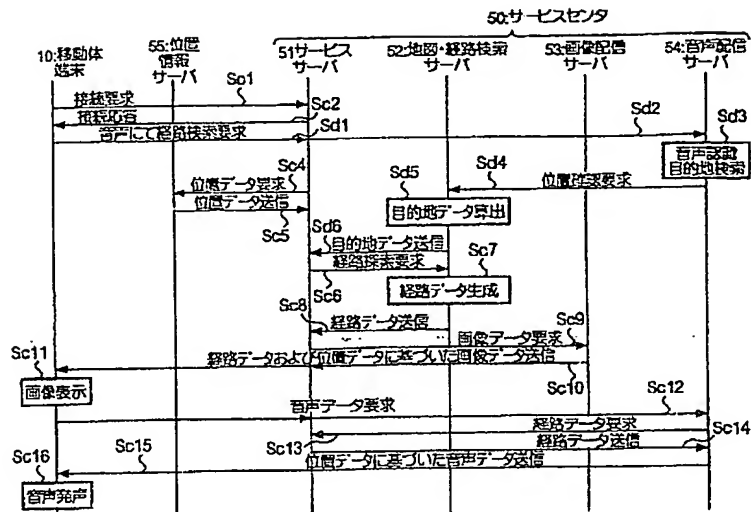 50:サービスセンタ
10:移動体
端末
55:位置
情報
サーバ
51サービス
サーバ
52:地図・経路検索
サーバ
53:画像配信
サーバ
54:音声配信
サーバ
Sc1
接続要求
Sc2
接続応答
Sd1
音声にて経路検索要求
Sd2
Sd3
音声認識
目的地検索
Sc4
位置データ要求
Sd4
位置確認要求
Sd5
目的地データ算出
位置データ送信
Sc5
Sd6
目的地データ送信
経路探索要求
Sc6
Sc7
経路データ生成
Sc8
経路データ送信
Sc9
画像データ要求
経路データおよび位置データに基づいた画像データ送信
Sc10
Sc11
画像表示
音声データ要求
Sc12
経路データ要求
Sc13
経路データ送信
Sc14
Sc15
位置データに基づいた音声データ送信
Sc16
音声発声